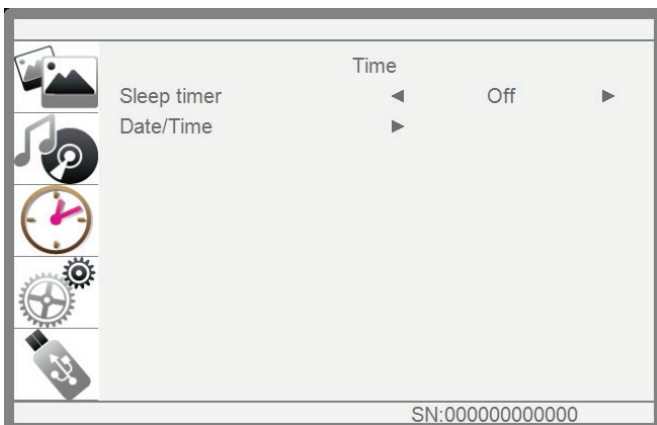 Time
Sleep timer ◄ Off ►
Date/Time ►
SN:000000000000